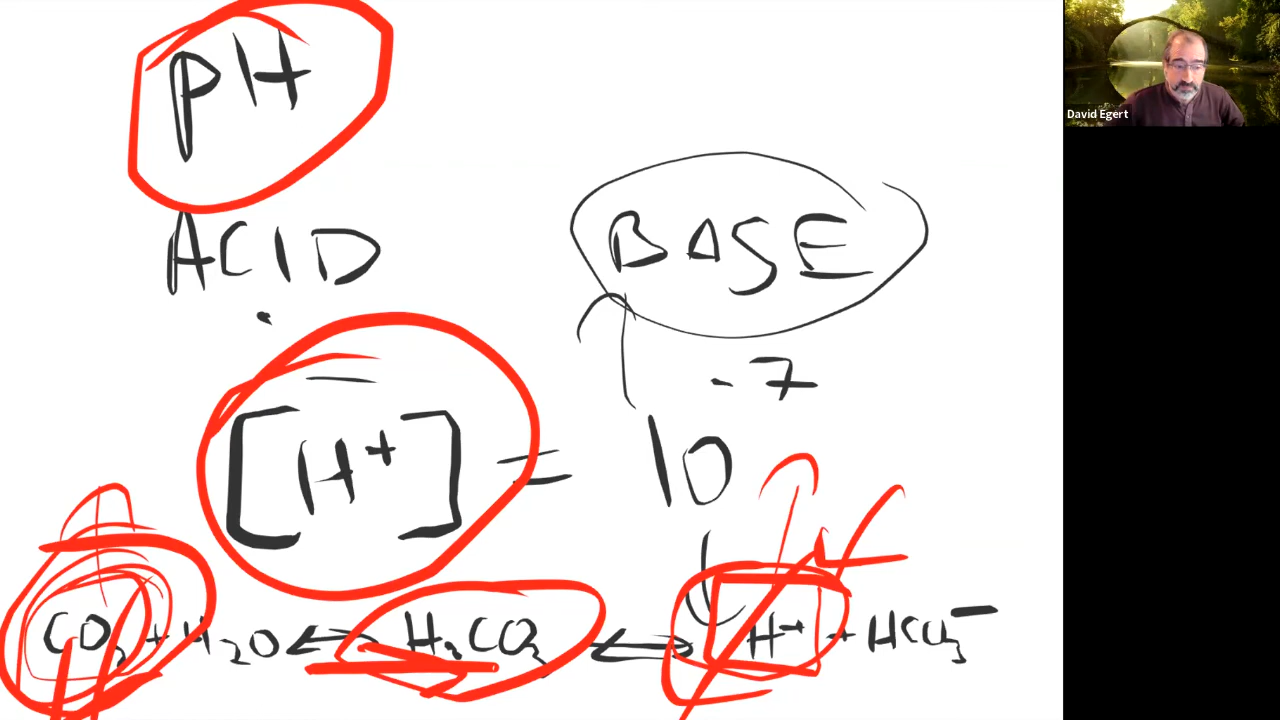 pH
David Egert
ACID
BASE
[H⁺] = 10⁻⁷
CO₂ + H₂O ⇌ H₂CO₃ ⇌ H⁺ + HCO₃⁻